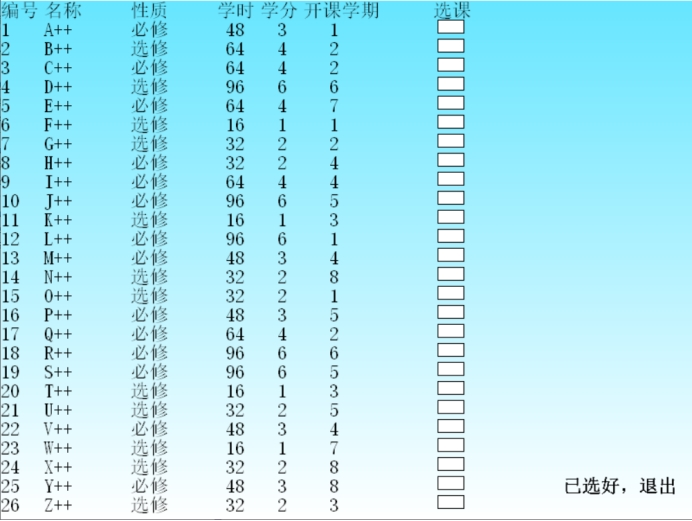 编号 名称 性质 学时 学分 开课学期 选课
1 A++ 必修 48 3 1
2 B++ 选修 64 4 2
3 C++ 必修 64 4 2
4 D++ 选修 96 6 6
5 E++ 必修 64 4 7
6 F++ 选修 16 1 1
7 G++ 选修 32 2 2
8 H++ 必修 32 2 4
9 I++ 必修 64 4 4
10 J++ 必修 96 6 5
11 K++ 选修 16 1 3
12 L++ 必修 96 6 1
13 M++ 必修 48 3 4
14 N++ 选修 32 2 8
15 O++ 选修 32 2 1
16 P++ 必修 48 3 5
17 Q++ 必修 64 4 2
18 R++ 必修 96 6 6
19 S++ 必修 96 6 5
20 T++ 选修 16 1 3
21 U++ 选修 32 2 5
22 V++ 必修 48 3 4
23 W++ 选修 16 1 7
24 X++ 选修 32 2 8
25 Y++ 必修 48 3 8
已选好，退出
26 Z++ 选修 32 2 3